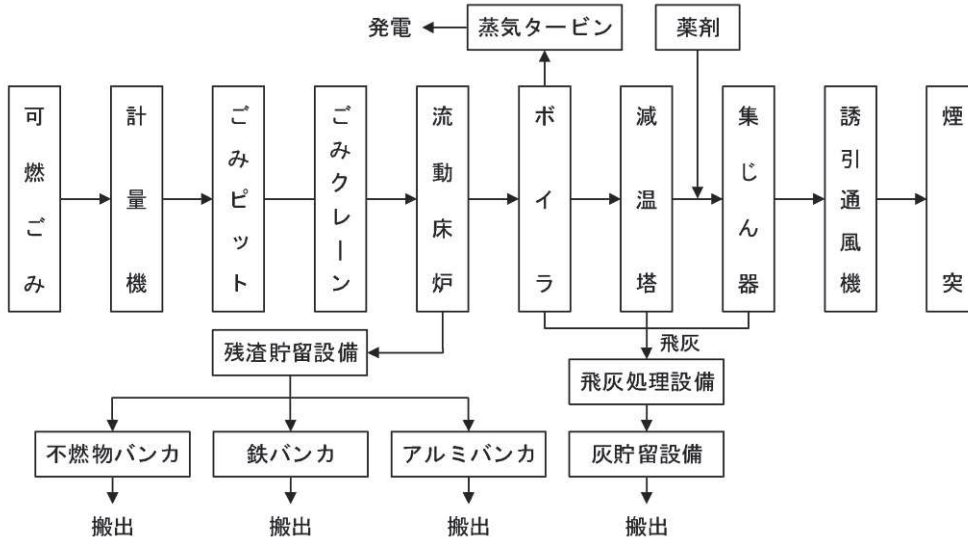 発電
蒸気タービン
薬剤
可燃ごみ
計量機
ごみピット
ごみクレーン
流動床炉
ボイラ
減温塔
集じん器
誘引通風機
煙突
残渣貯留設備
飛灰
飛灰処理設備
不燃物バンカ
鉄バンカ
アルミバンカ
灰貯留設備
搬出
搬出
搬出
搬出